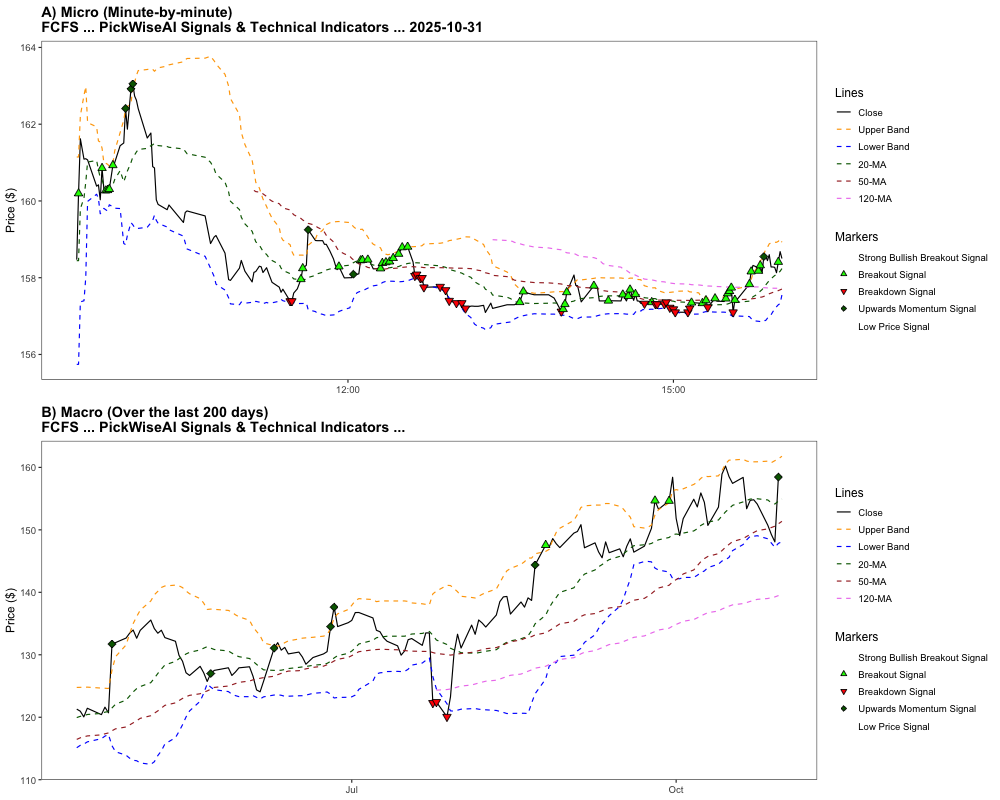 A) Micro (Minute-by-minute)
FCFS ... PickWiseAI Signals & Technical Indicators ... 2025-10-31
Price ($)
164
162
160
158
156
12:00
15:00
Lines
Close
Upper Band
Lower Band
20-MA
50-MA
120-MA
Markers
Strong Bullish Breakout Signal
Breakout Signal
Breakdown Signal
Upwards Momentum Signal
Low Price Signal
B) Macro (Over the last 200 days)
FCFS ... PickWiseAI Signals & Technical Indicators ...
Price ($)
160
150
140
130
120
110
Jul
Oct
Lines
Close
Upper Band
Lower Band
20-MA
50-MA
120-MA
Markers
Strong Bullish Breakout Signal
Breakout Signal
Breakdown Signal
Upwards Momentum Signal
Low Price Signal